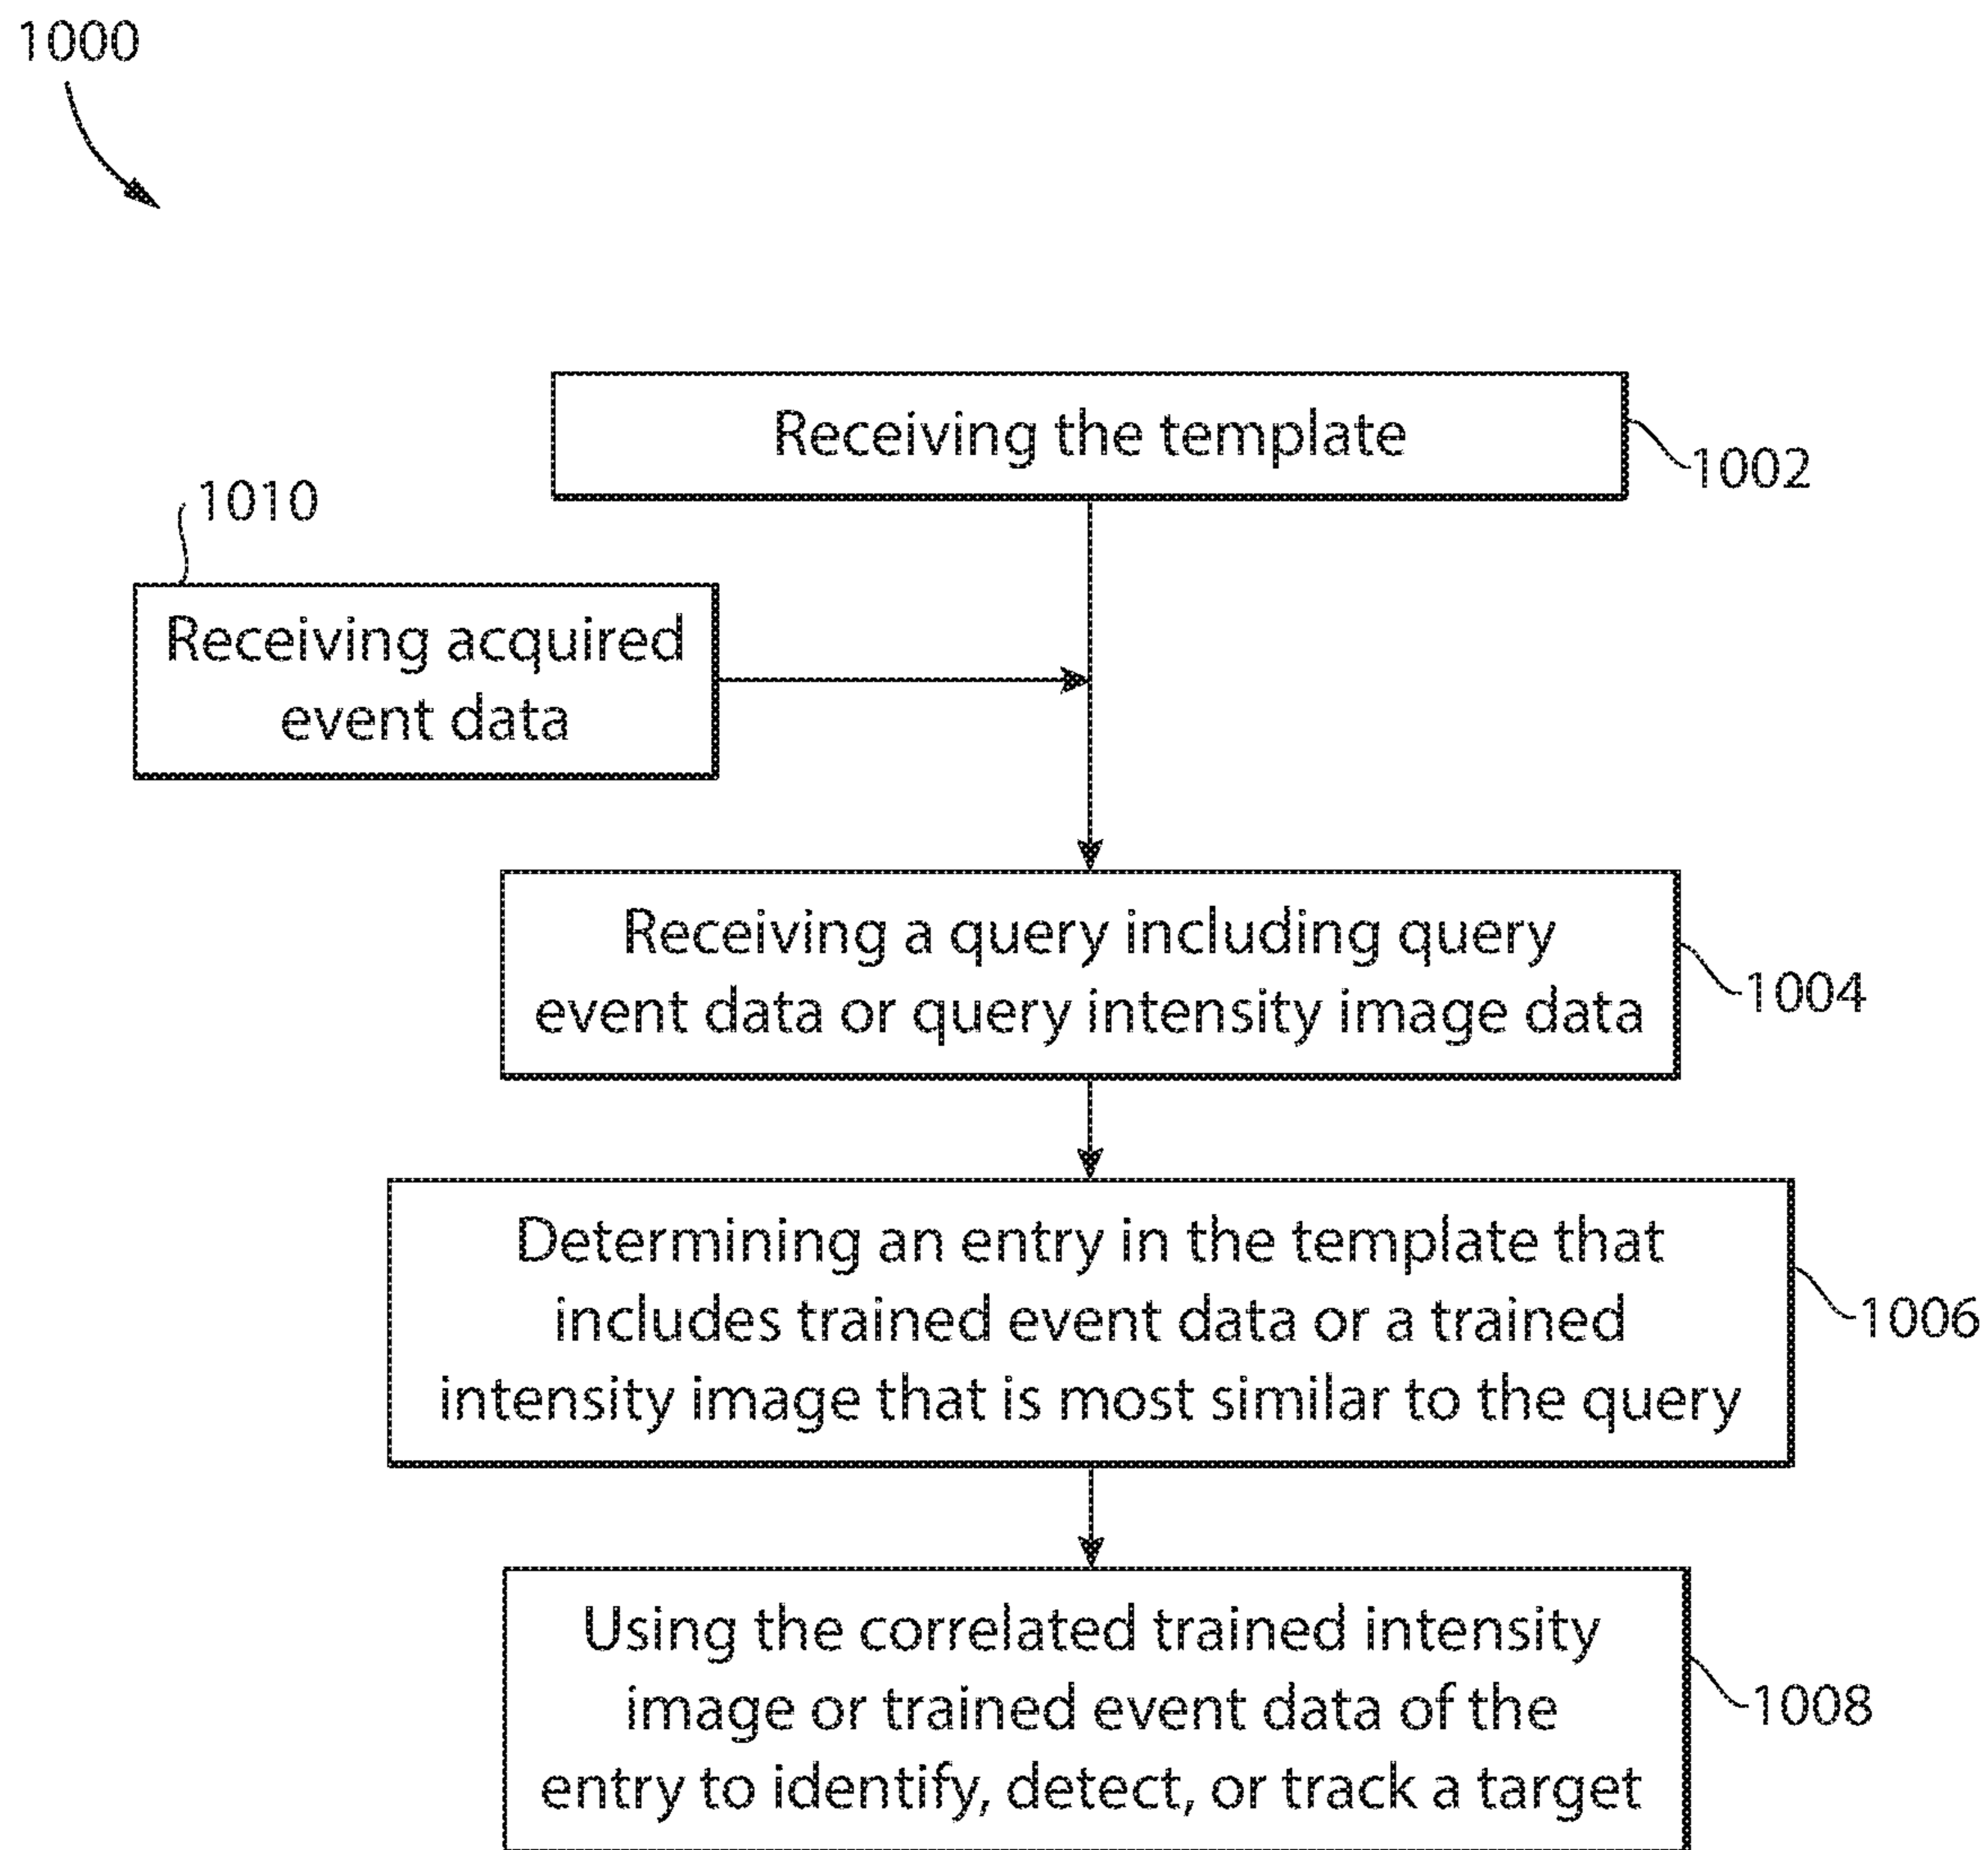 1000
Receiving the template
1002
1010
Receiving acquired
event data
Receiving a query including query
event data or query intensity image data
1004
Determining an entry in the template that
includes trained event data or a trained
intensity image that is most similar to the query
1006
Using the correlated trained intensity
image or trained event data of the
entry to identify, detect, or track a target
1008